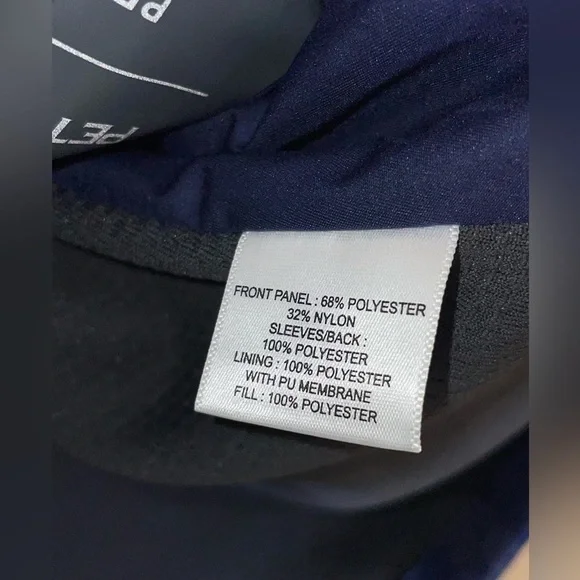 FRONT PANEL : 68% POLYESTER
32% NYLON
SLEEVES/BACK :
100% POLYESTER
LINING : 100% POLYESTER
WITH PU MEMBRANE
FILL : 100% POLYESTER